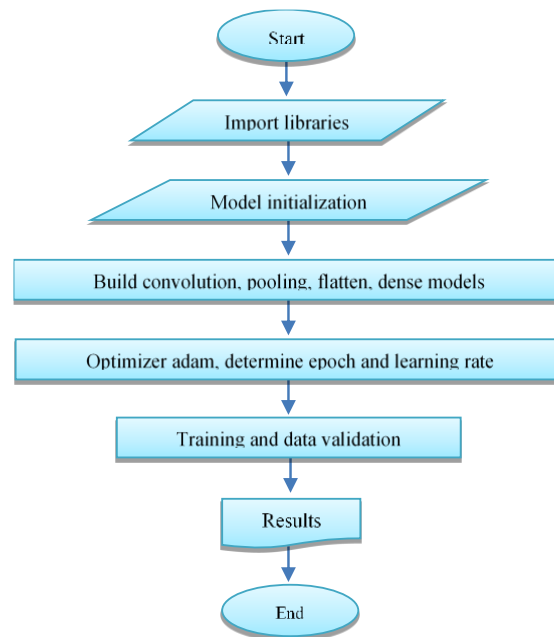 Start
Import libraries
Model initialization
Build convolution, pooling, flatten, dense models
Optimizer adam, determine epoch and learning rate
Training and data validation
Results
End